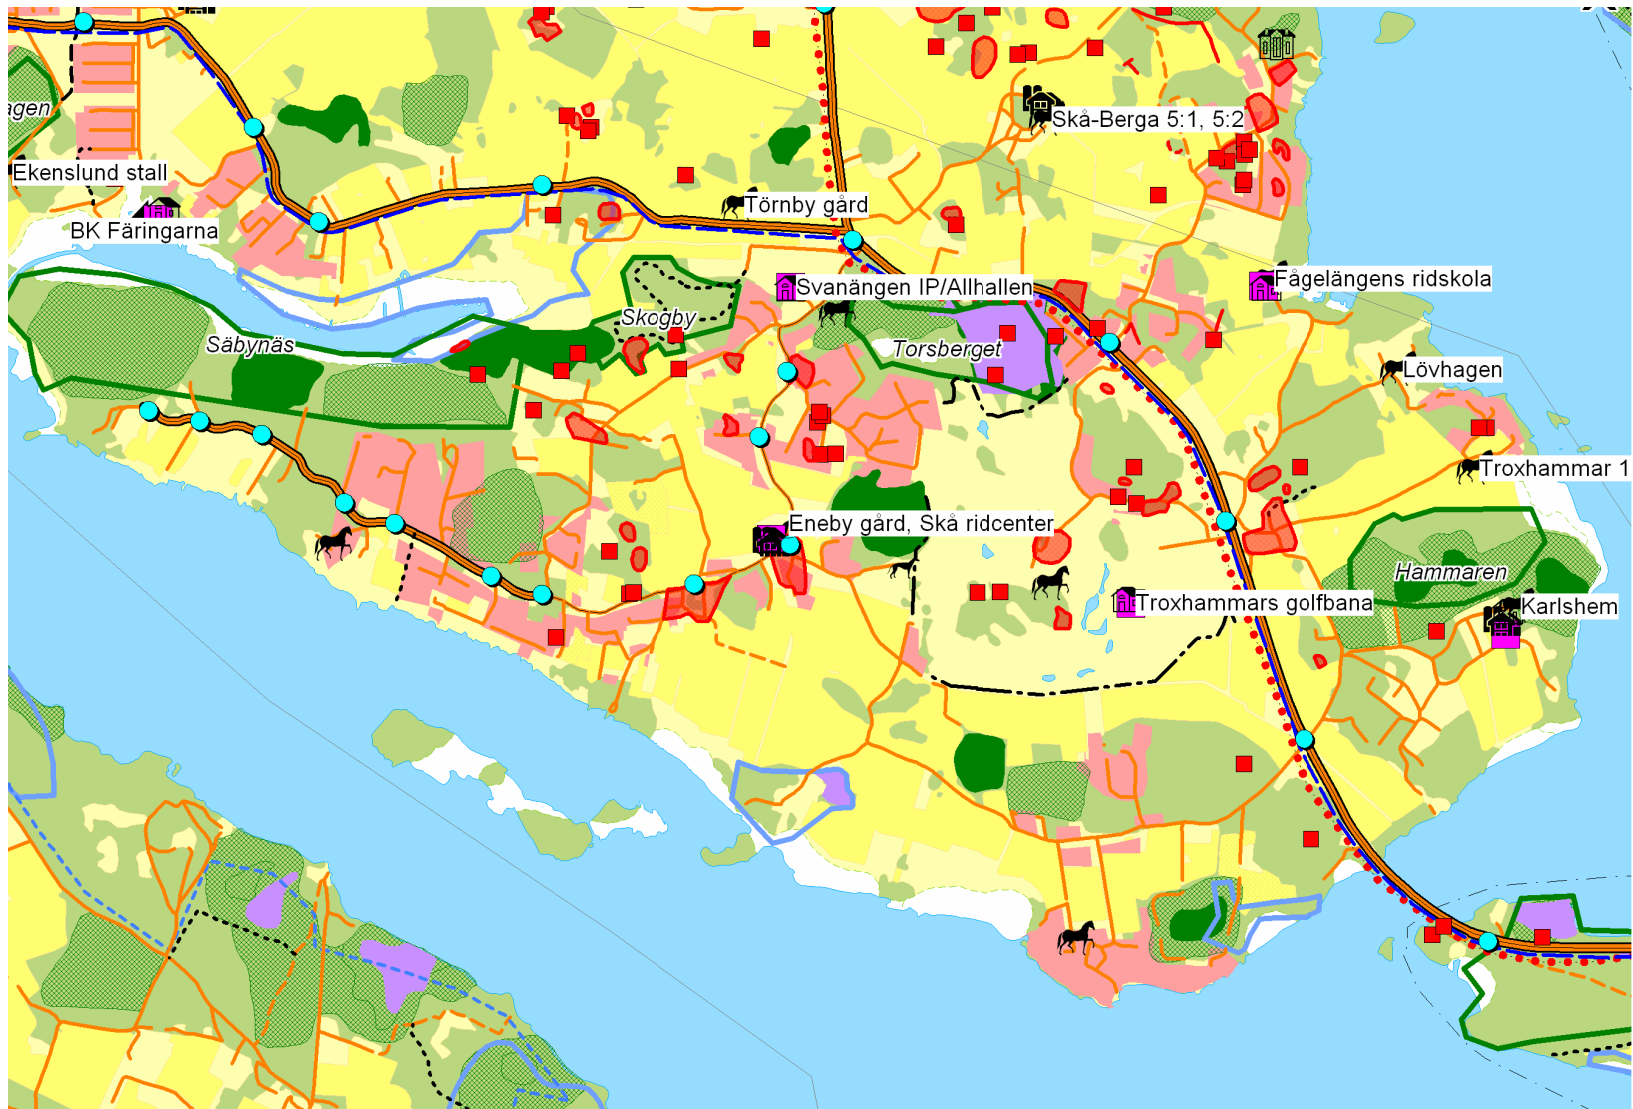 Skå-Berga 5:1, 5:2
agen
Ekenslund stall
Törnby gård
BK Färingarna
Fågelängens ridskola
Svanängen IP/Allhallen
Skogby
Säbynäs
Torsberget
Lövhagen
Troxhammar 1
Eneby gård, Skå ridcenter
Hammaren
Troxhammars golfbana
Karlshem